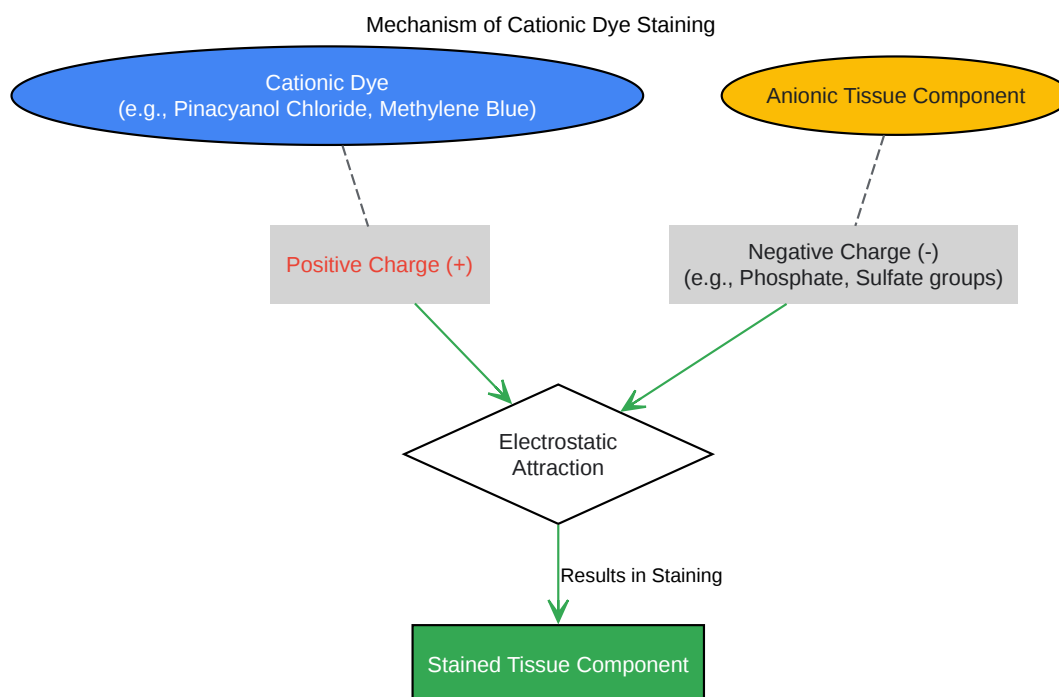 Mechanism of Cationic Dye Staining
Cationic Dye
(e.g., Pinacyanol Chloride, Methylene Blue)
Anionic Tissue Component
Positive Charge (+)
Negative Charge (-)
(e.g., Phosphate, Sulfate groups)
Electrostatic
Attraction
Results in Staining
Stained Tissue Component